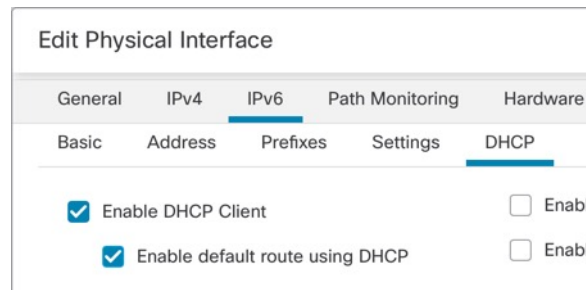 Edit Physical Interface
General IPv4 IPv6 Path Monitoring Hardware
Basic Address Prefixes Settings DHCP
Enable DHCP Client
Enable default route using DHCP